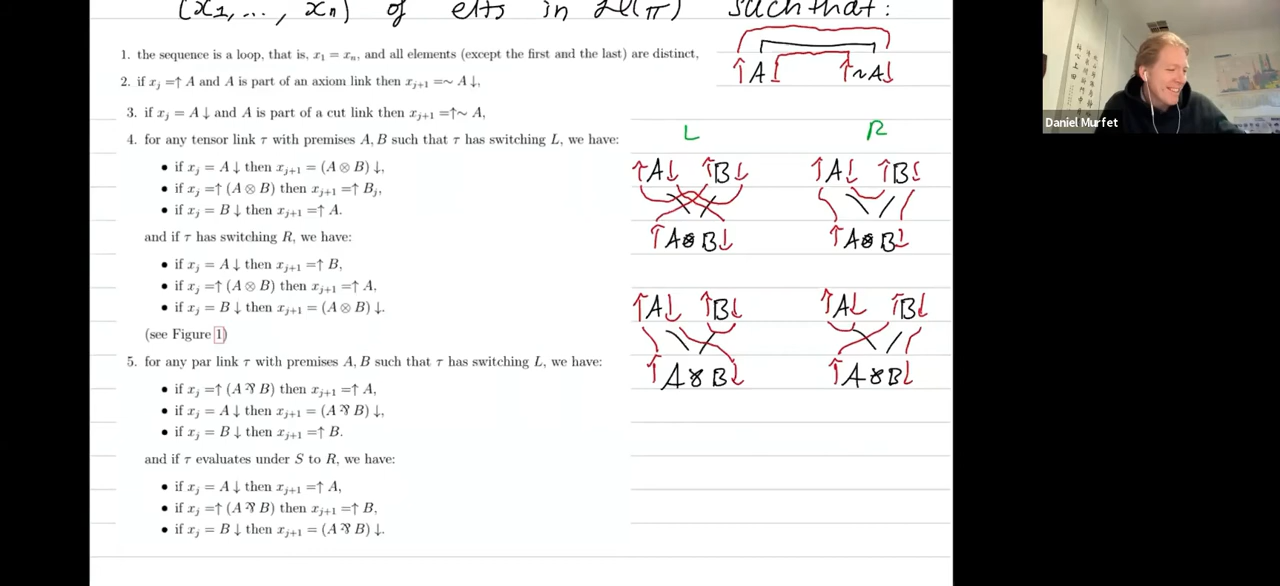 (x1, ..., xn) of elts in Ll(π) such that:
1. the sequence is a loop, that is, x₁ = xₙ, and all elements (except the first and the last) are distinct,
2. if xⱼ =↑ A and A is part of an axiom link then xⱼ₊₁ =∼ A ↓,
3. if xⱼ = A ↓ and A is part of a cut link then xⱼ₊₁ =↑∼ A,
4. for any tensor link τ with premises A, B such that τ has switching L, we have:
• if xⱼ = A ↓ then xⱼ₊₁ = (A ⊗ B) ↓,
• if xⱼ =↑ (A ⊗ B) then xⱼ₊₁ =↑ Bⱼ,
• if xⱼ = B ↓ then xⱼ₊₁ =↑ A.
and if τ has switching R, we have:
• if xⱼ = A ↓ then xⱼ₊₁ =↑ B,
• if xⱼ =↑ (A ⊗ B) then xⱼ₊₁ =↑ A,
• if xⱼ = B ↓ then xⱼ₊₁ = (A ⊗ B) ↓.
(see Figure 1)
5. for any par link τ with premises A, B such that τ has switching L, we have:
• if xⱼ =↑ (A ⅋ B) then xⱼ₊₁ =↑ A,
• if xⱼ = A ↓ then xⱼ₊₁ = (A ⅋ B) ↓,
• if xⱼ = B ↓ then xⱼ₊₁ =↑ B.
and if τ evaluates under S to R, we have:
• if xⱼ = A ↓ then xⱼ₊₁ =↑ A,
• if xⱼ =↑ (A ⅋ B) then xⱼ₊₁ =↑ B,
• if xⱼ = B ↓ then xⱼ₊₁ = (A ⅋ B) ↓.
↑A↓ ↑∼A↓
L R
↑A↓ ↑B↓ ↑A↓ ↑B↓
↑A⊗B↓ ↑A⊗B↓
↑A↓ ↑B↓ ↑A↓ ↑B↓
↑A⅋B↓ ↑A⅋B↓
Daniel Murfet